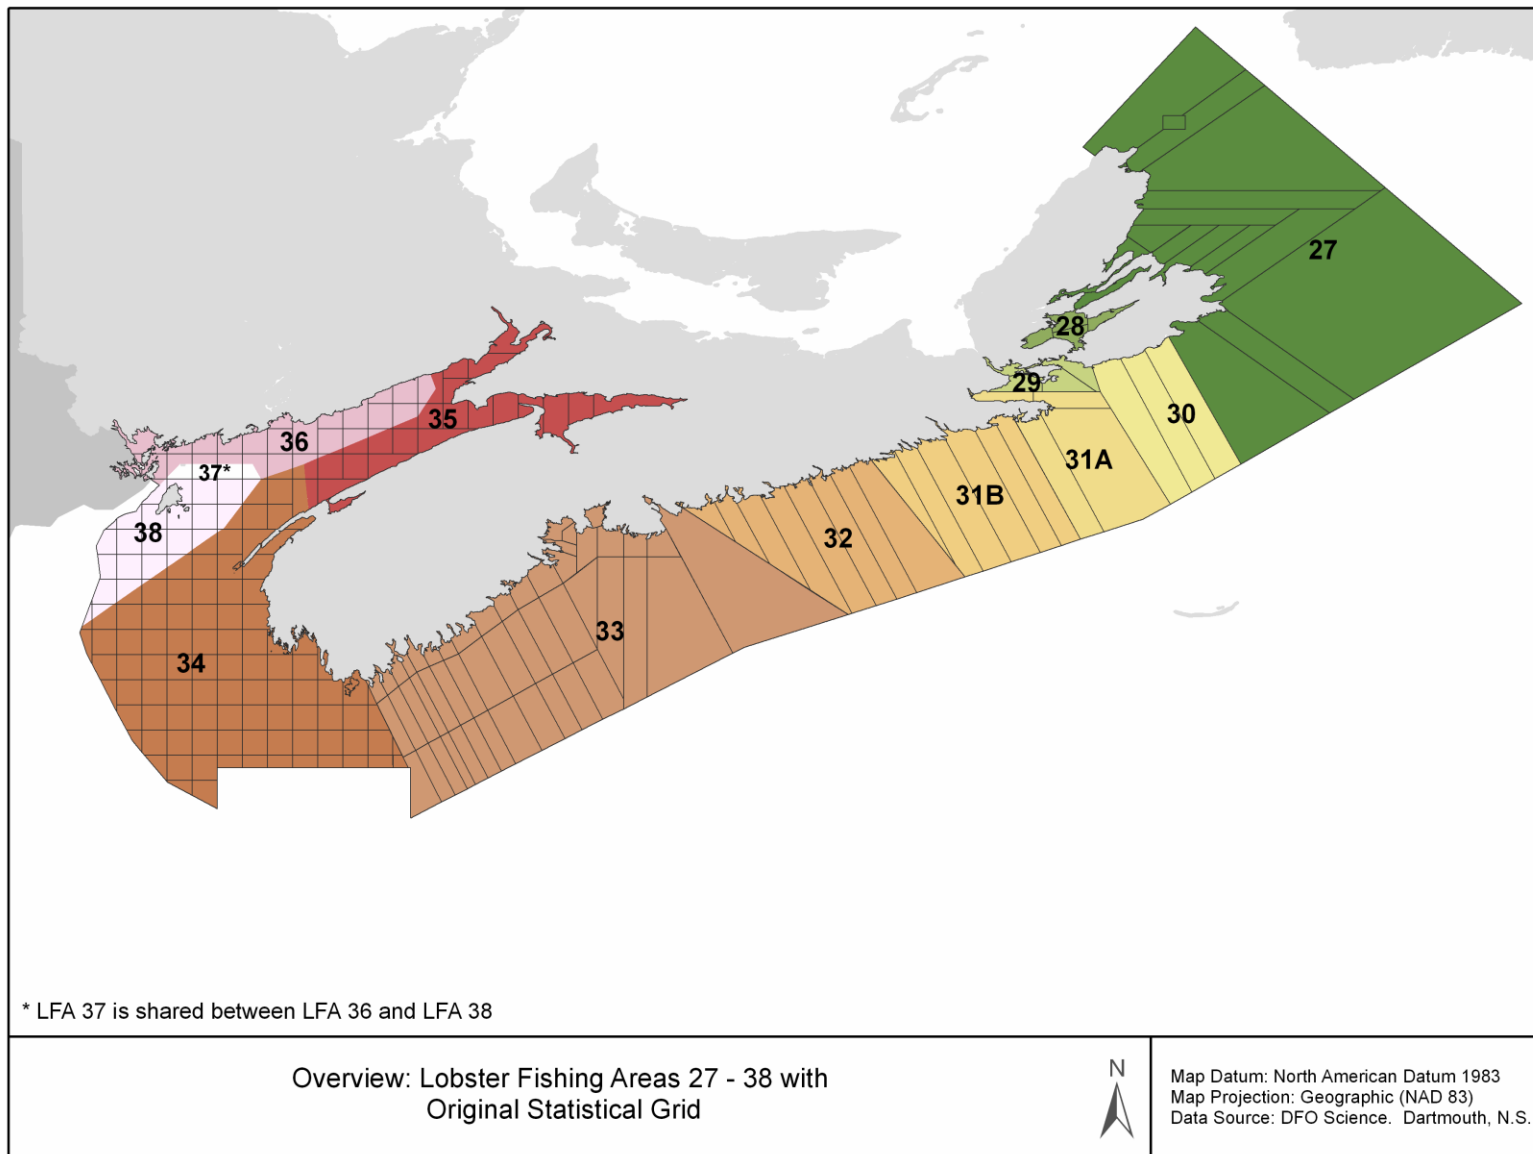 27
28
29
30
31A
31B
32
33
34
35
36
37*
38
* LFA 37 is shared between LFA 36 and LFA 38
Overview: Lobster Fishing Areas 27 - 38 with
Original Statistical Grid
N
Map Datum: North American Datum 1983
Map Projection: Geographic (NAD 83)
Data Source: DFO Science. Dartmouth, N.S.